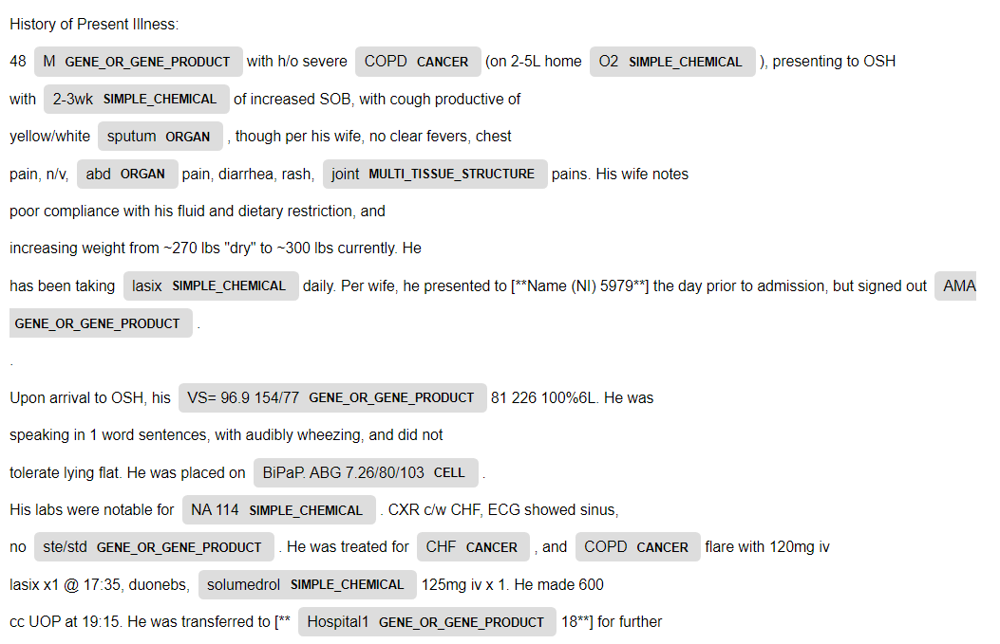 History of Present Illness:
48 M GENE_OR_GENE_PRODUCT with h/o severe COPD CANCER (on 2-5L home O2 SIMPLE_CHEMICAL ), presenting to OSH
with 2-3wk SIMPLE_CHEMICAL of increased SOB, with cough productive of
yellow/white sputum ORGAN , though per his wife, no clear fevers, chest
pain, n/v, abd ORGAN pain, diarrhea, rash, joint MULTI_TISSUE_STRUCTURE pains. His wife notes
poor compliance with his fluid and dietary restriction, and
increasing weight from ~270 lbs "dry" to ~300 lbs currently. He
has been taking lasix SIMPLE_CHEMICAL daily. Per wife, he presented to [**Name (NI) 5979**] the day prior to admission, but signed out AMA
GENE_OR_GENE_PRODUCT .
.
Upon arrival to OSH, his VS= 96.9 154/77 GENE_OR_GENE_PRODUCT 81 226 100%6L. He was
speaking in 1 word sentences, with audibly wheezing, and did not
tolerate lying flat. He was placed on BiPaP. ABG 7.26/80/103 CELL .
His labs were notable for NA 114 SIMPLE_CHEMICAL . CXR c/w CHF, ECG showed sinus,
no ste/std GENE_OR_GENE_PRODUCT . He was treated for CHF CANCER , and COPD CANCER flare with 120mg iv
lasix x1 @ 17:35, duonebs, solumedrol SIMPLE_CHEMICAL 125mg iv x 1. He made 600
cc UOP at 19:15. He was transferred to [** Hospital1 GENE_OR_GENE_PRODUCT 18**] for further